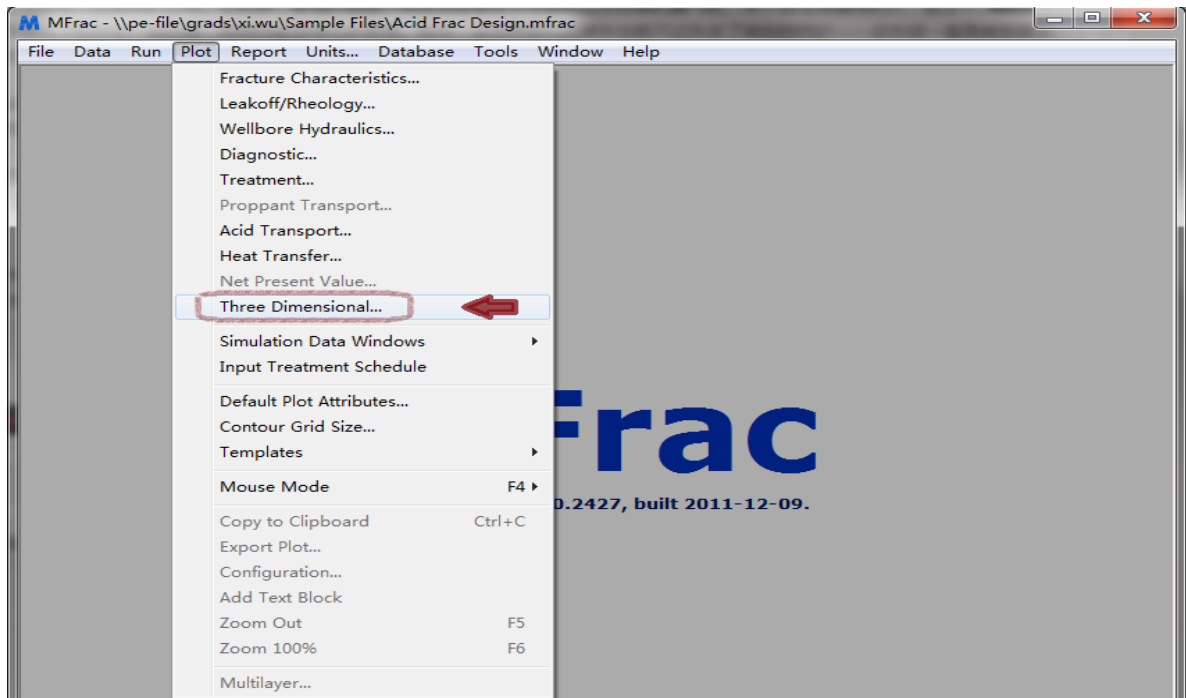 MFrac - \\pe-file\grads\xi.wu\Sample Files\Acid Frac Design.mfrac
File Data Run Plot Report Units... Database Tools Window Help
Fracture Characteristics...
Leakoff/Rheology...
Wellbore Hydraulics...
Diagnostic...
Treatment...
Proppant Transport...
Acid Transport...
Heat Transfer...
Net Present Value...
Three Dimensional...
Simulation Data Windows
Input Treatment Schedule
Default Plot Attributes...
Contour Grid Size...
Templates
Mouse Mode F4
Frac
0.2427, built 2011-12-09.
Copy to Clipboard Ctrl+C
Export Plot...
Configuration...
Add Text Block
Zoom Out F5
Zoom 100% F6
Multilayer...